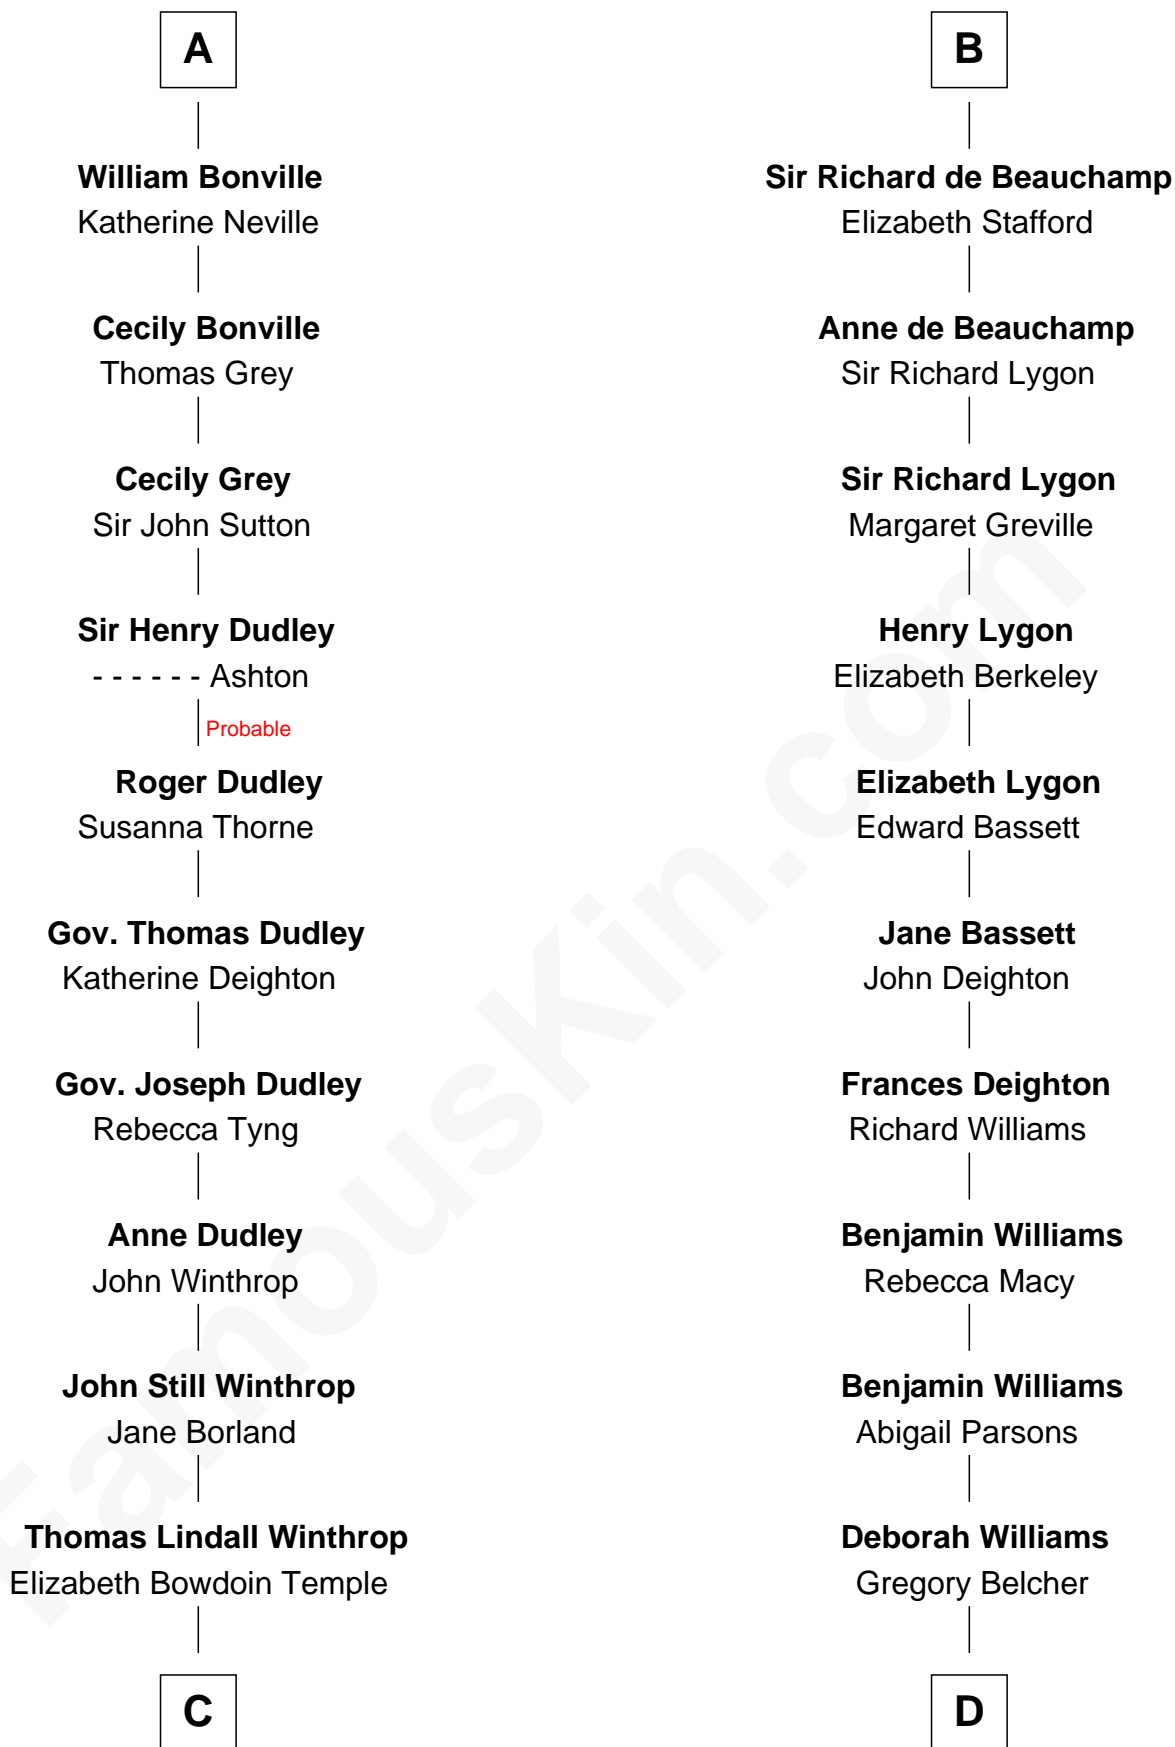 A
William Bonville
Katherine Neville
Cecily Bonville
Thomas Grey
Cecily Grey
Sir John Sutton
Sir Henry Dudley
- - - - - - Ashton
Probable
Roger Dudley
Susanna Thorne
Gov. Thomas Dudley
Katherine Deighton
Gov. Joseph Dudley
Rebecca Tyng
Anne Dudley
John Winthrop
John Still Winthrop
Jane Borland
Thomas Lindall Winthrop
Elizabeth Bowdoin Temple
C
B
Sir Richard de Beauchamp
Elizabeth Stafford
Anne de Beauchamp
Sir Richard Lygon
Sir Richard Lygon
Margaret Greville
Henry Lygon
Elizabeth Berkeley
Elizabeth Lygon
Edward Bassett
Jane Bassett
John Deighton
Frances Deighton
Richard Williams
Benjamin Williams
Rebecca Macy
Benjamin Williams
Abigail Parsons
Deborah Williams
Gregory Belcher
D
FamousKin.com